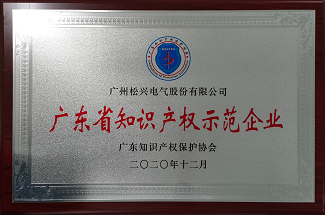 广州松兴电气股份有限公司
广东省知识产权示范企业
广东知识产权保护协会
二〇二〇年十二月